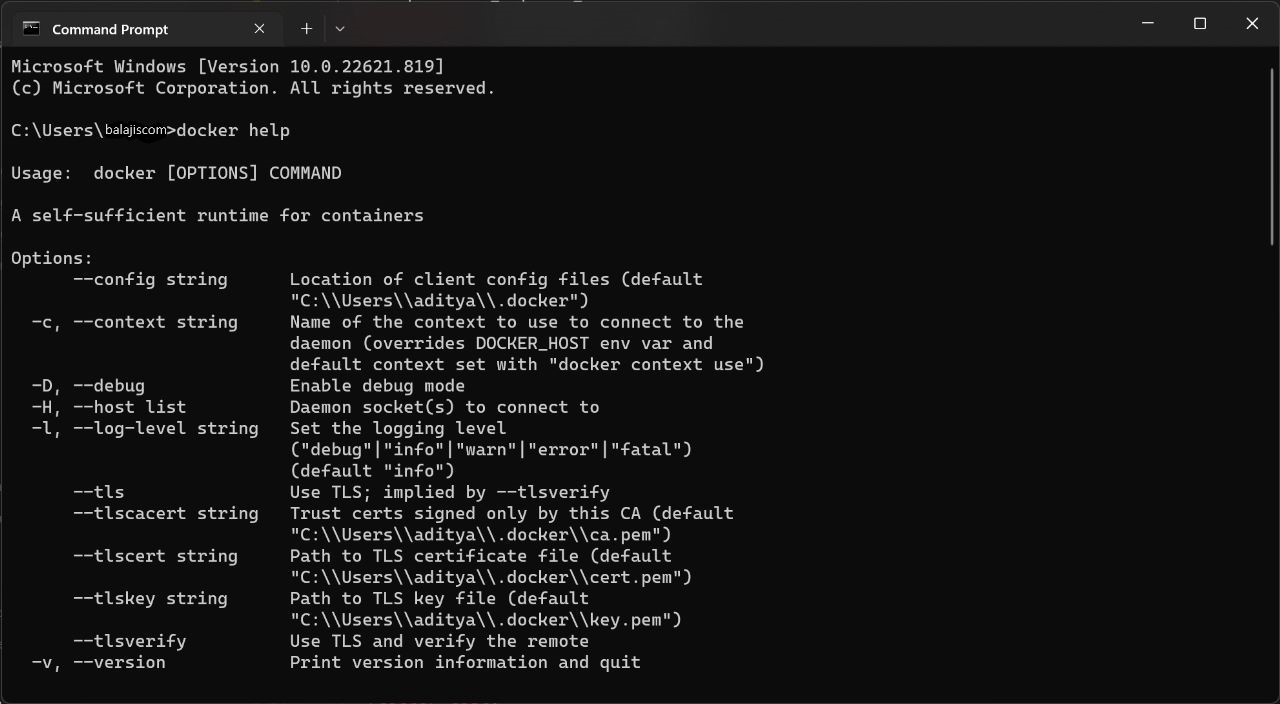 Command Prompt
Microsoft Windows [Version 10.0.22621.819]
(c) Microsoft Corporation. All rights reserved.
C:\Users\balajiscom>docker help
Usage:  docker [OPTIONS] COMMAND
A self-sufficient runtime for containers
Options:
      --config string      Location of client config files (default
                           "C:\\Users\\aditya\\.docker")
  -c, --context string     Name of the context to use to connect to the
                           daemon (overrides DOCKER_HOST env var and
                           default context set with "docker context use")
  -D, --debug              Enable debug mode
  -H, --host list          Daemon socket(s) to connect to
  -l, --log-level string   Set the logging level
                           ("debug"|"info"|"warn"|"error"|"fatal")
                           (default "info")
      --tls                Use TLS; implied by --tlsverify
      --tlscacert string   Trust certs signed only by this CA (default
                           "C:\\Users\\aditya\\.docker\\ca.pem")
      --tlscert string     Path to TLS certificate file (default
                           "C:\\Users\\aditya\\.docker\\cert.pem")
      --tlskey string      Path to TLS key file (default
                           "C:\\Users\\aditya\\.docker\\key.pem")
      --tlsverify          Use TLS and verify the remote
  -v, --version            Print version information and quit